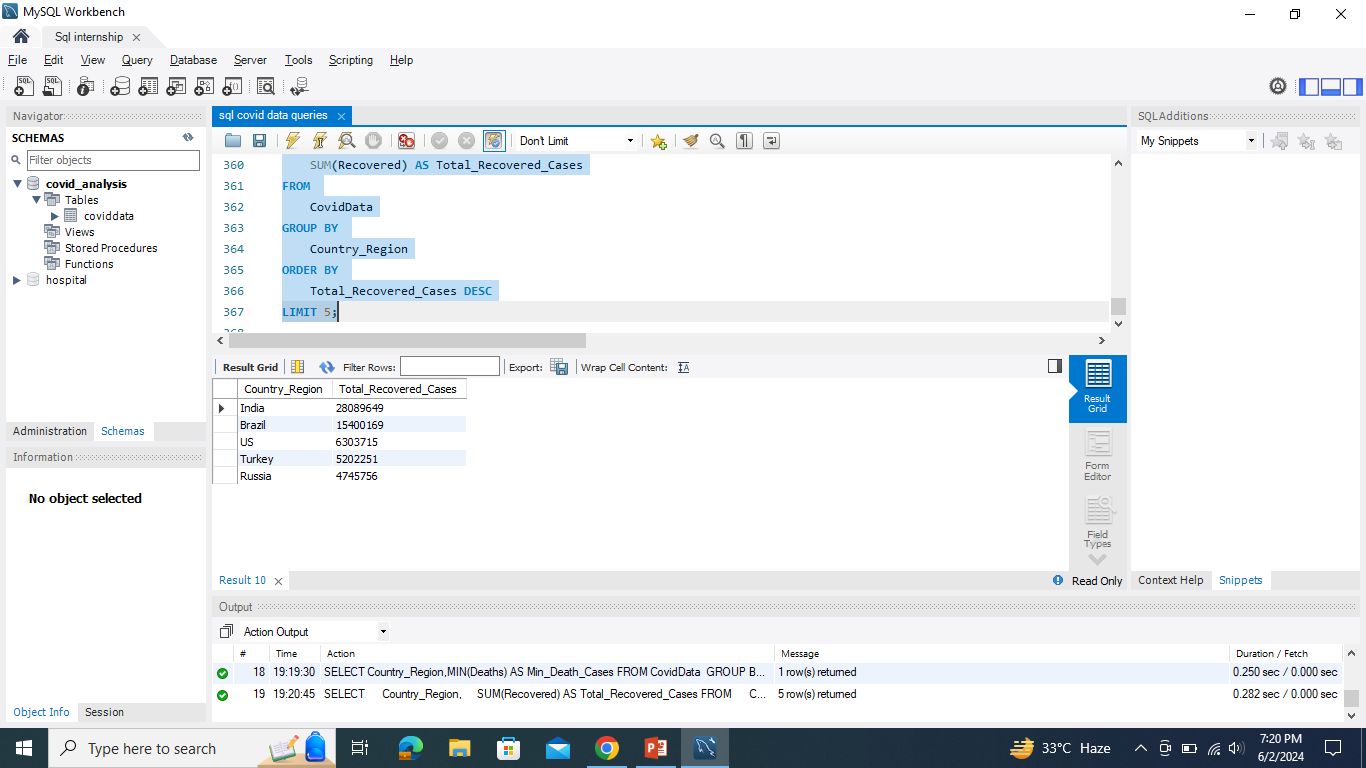 MySQL Workbench
Sql internship
File Edit View Query Database Server Tools Scripting Help
Navigator
SCHEMAS
Filter objects
covid_analysis
Tables
coviddata
Views
Stored Procedures
Functions
hospital
Administration Schemas
Information
No object selected
Object Info Session
sql covid data queries
Don't Limit
360 SUM(Recovered) AS Total_Recovered_Cases
361 FROM
362 CovidData
363 GROUP BY
364 Country_Region
365 ORDER BY
366 Total_Recovered_Cases DESC
367 LIMIT 5;
Result Grid Filter Rows: Export: Wrap Cell Content:
Country_Region Total_Recovered_Cases
India 28089649
Brazil 15400169
US 6303715
Turkey 5202251
Russia 4745756
Result
Grid
Form
Editor
Field
Types
Result 10
Read Only
SQLAdditions
My Snippets
Context Help Snippets
Output
Action Output
# Time Action Message Duration / Fetch
18 19:19:30 SELECT Country_Region,MIN(Deaths) AS Min_Death_Cases FROM CovidData GROUP B... 1 row(s) returned 0.250 sec / 0.000 sec
19 19:20:45 SELECT Country_Region, SUM(Recovered) AS Total_Recovered_Cases FROM C... 5 row(s) returned 0.282 sec / 0.000 sec
Type here to search
33°C Haze
7:20 PM
6/2/2024